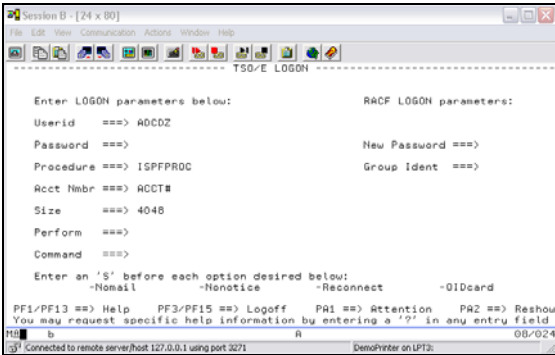 Session B - [24 x 80]
File Edit View Communication Actions Window Help
------------------------------ TSO/E LOGON ------------------------------
Enter LOGON parameters below: RACF LOGON parameters:
Userid ===> ADCDZ
Password ===> New Password ===>
Procedure ===> ISPFPROC Group Ident ===>
Acct Nmbr ===> ACCT#
Size ===> 4048
Perform ===>
Command ===>
Enter an 'S' before each option desired below:
-Nomail -Nonotice -Reconnect -OIDcard
PF1/PF13 ==> Help PF3/PF15 ==> Logoff PA1 ==> Attention PA2 ==> Reshow
You may request specific help information by entering a '?' in any entry field
MA b A 08/024
Connected to remote server/host 127.0.0.1 using port 3271 DemoPrinter on LPT3: